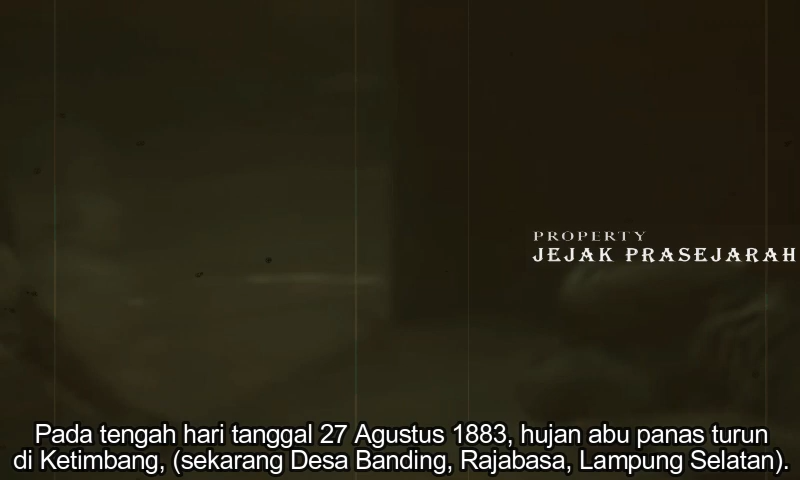 PROPERTY
JEJAK PRASEJARAH
Pada tengah hari tanggal 27 Agustus 1883, hujan abu panas turun
di Ketimbang, (sekarang Desa Banding, Rajabasa, Lampung Selatan).